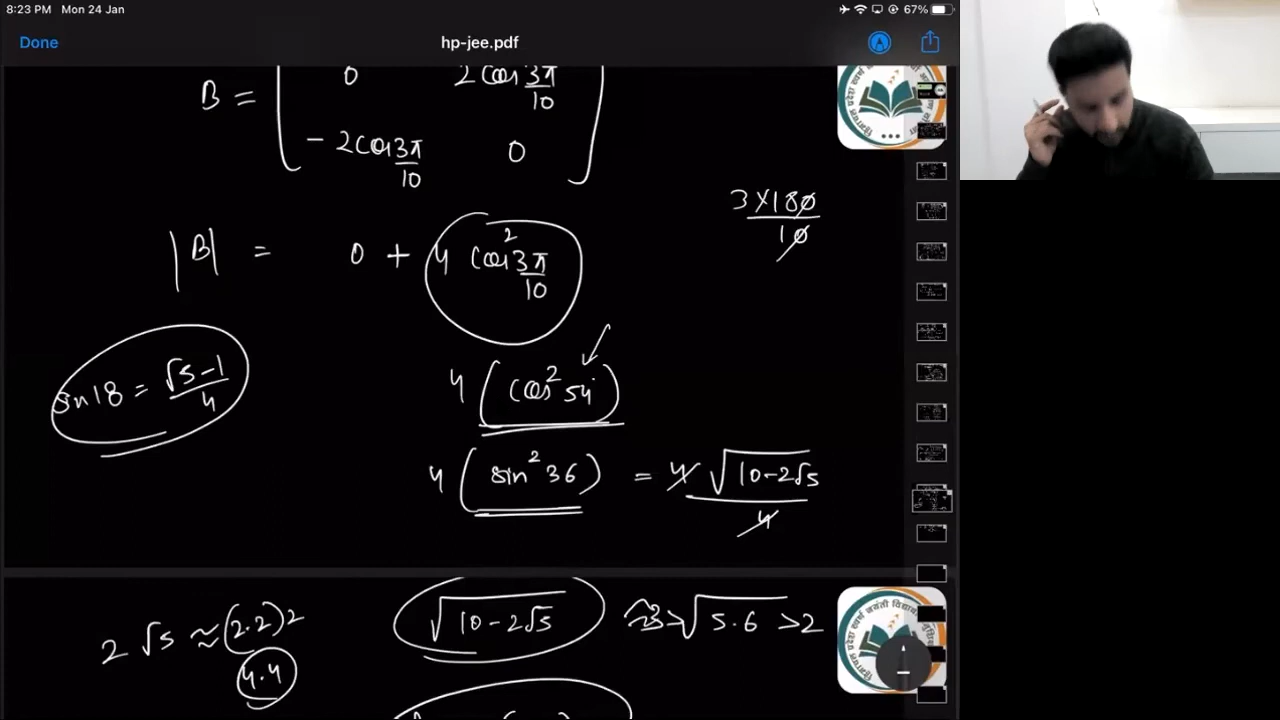 8:23 PM Mon 24 Jan
67%
Done
hp-jee.pdf
B = [ 0 2 cos 3π/10
- 2 cos 3π/10 0 ]
3 × 180 / 10
|B| = 0 + 4 cos² 3π/10
sin 18 = √5-1 / 4
4 (cos² 54)
4 (sin² 36) = 4 √10-2√5 / 4
2√5 ≈ (2.2)2
4.4
√10-2√5 ≈ 3 > √5.6 > 2